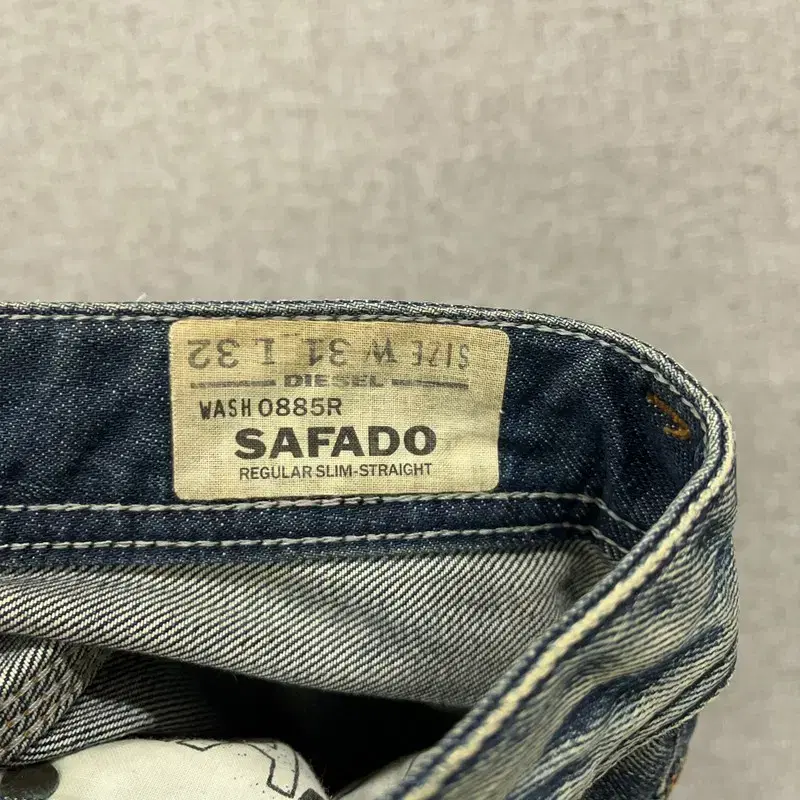 SIZE W 31 L 32
DIESEL
WASH 0885R
SAFADO
REGULAR SLIM-STRAIGHT